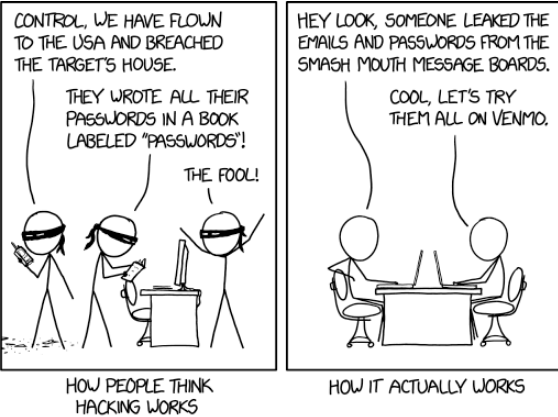 CONTROL, WE HAVE FLOWN
TO THE USA AND BREACHED
THE TARGET'S HOUSE.
THEY WROTE ALL THEIR
PASSWORDS IN A BOOK
LABELED "PASSWORDS"!
THE FOOL!
HOW PEOPLE THINK
HACKING WORKS
HEY LOOK, SOMEONE LEAKED THE
EMAILS AND PASSWORDS FROM THE
SMASH MOUTH MESSAGE BOARDS.
COOL, LET'S TRY
THEM ALL ON VENMO.
HOW IT ACTUALLY WORKS